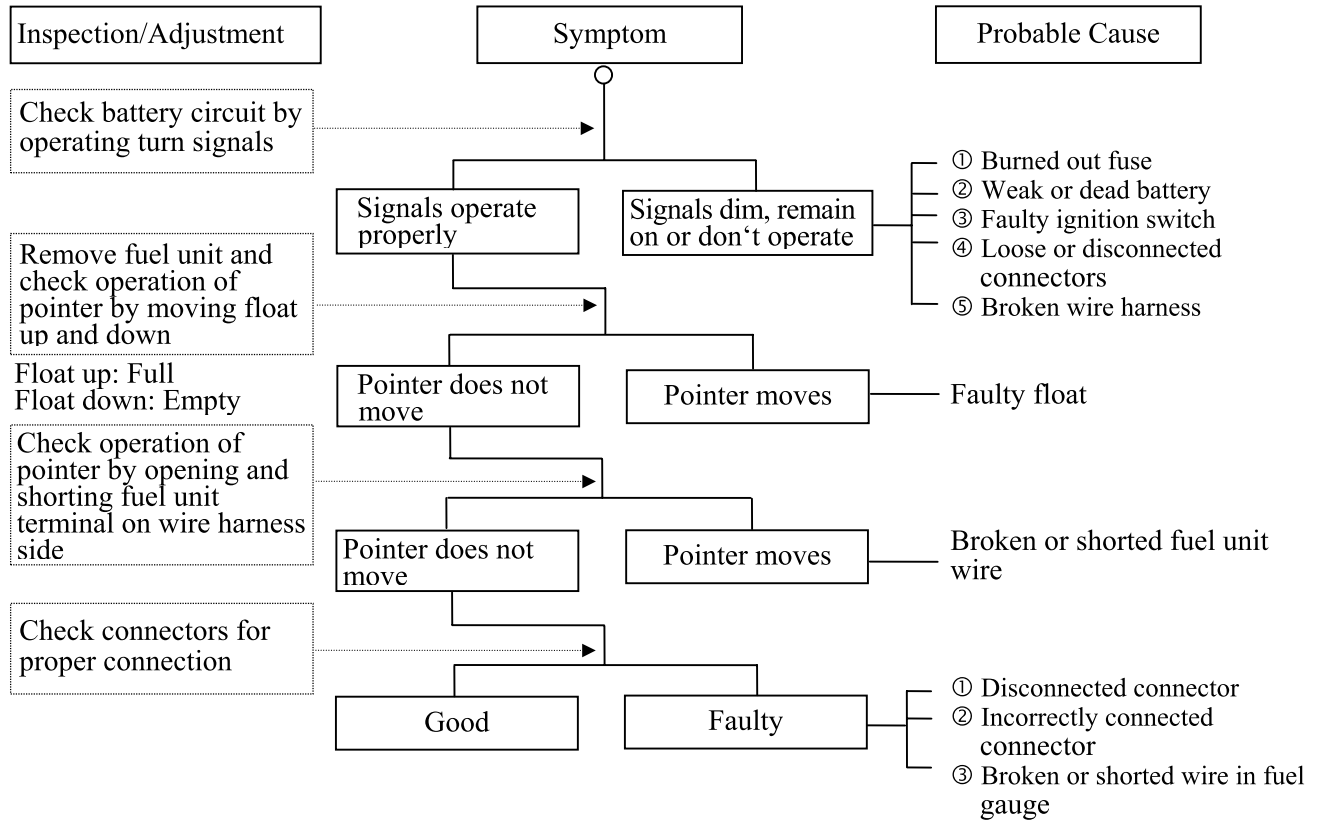 Inspection/Adjustment
Symptom
Probable Cause
Check battery circuit by
operating turn signals
Signals operate
properly
Signals dim, remain
on or don‘t operate
① Burned out fuse
② Weak or dead battery
③ Faulty ignition switch
④ Loose or disconnected
connectors
⑤ Broken wire harness
Remove fuel unit and
check operation of
pointer by moving float
up and down
Float up: Full
Float down: Empty
Pointer does not
move
Pointer moves
Faulty float
Check operation of
pointer by opening and
shorting fuel unit
terminal on wire harness
side
Pointer does not
move
Pointer moves
Broken or shorted fuel unit
wire
Check connectors for
proper connection
Good
Faulty
① Disconnected connector
② Incorrectly connected
connector
③ Broken or shorted wire in fuel
gauge